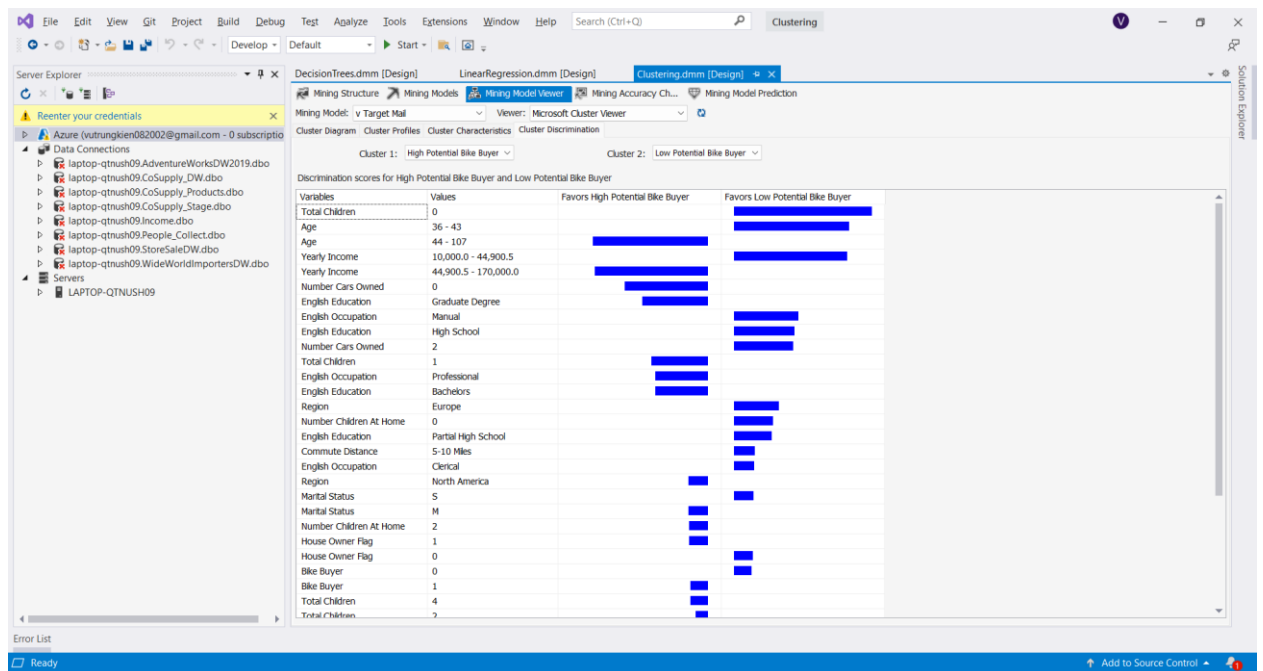 File Edit View Git Project Build Debug Test Analyze Tools Extensions Window Help Search (Ctrl+Q) Clustering V
Develop Default Start
Server Explorer
DecisionTrees.dmm [Design] LinearRegression.dmm [Design] Clustering.dmm [Design]
Solution Explorer
Mining Structure Mining Models Mining Model Viewer Mining Accuracy Ch... Mining Model Prediction
Reenter your credentials
Mining Model: v Target Mail Viewer: Microsoft Cluster Viewer
Azure (vutrungkien082002@gmail.com - 0 subscriptio
Cluster Diagram Cluster Profiles Cluster Characteristics Cluster Discrimination
Data Connections
laptop-qtnush09.AdventureWorksDW2019.dbo
laptop-qtnush09.CoSupply_DW.dbo
laptop-qtnush09.CoSupply_Products.dbo
laptop-qtnush09.CoSupply_Stage.dbo
laptop-qtnush09.Income.dbo
laptop-qtnush09.People_Collect.dbo
laptop-qtnush09.StoreSaleDW.dbo
laptop-qtnush09.WideWorldImportersDW.dbo
Servers
LAPTOP-QTNUSH09
Cluster 1: High Potential Bike Buyer Cluster 2: Low Potential Bike Buyer
Discrimination scores for High Potential Bike Buyer and Low Potential Bike Buyer
Variables Values Favors High Potential Bike Buyer Favors Low Potential Bike Buyer
Total Children 0
Age 36 - 43
Age 44 - 107
Yearly Income 10,000.0 - 44,900.5
Yearly Income 44,900.5 - 170,000.0
Number Cars Owned 0
English Education Graduate Degree
English Occupation Manual
English Education High School
Number Cars Owned 2
Total Children 1
English Occupation Professional
English Education Bachelors
Region Europe
Number Children At Home 0
English Education Partial High School
Commute Distance 5-10 Miles
English Occupation Clerical
Region North America
Marital Status S
Marital Status M
Number Children At Home 2
House Owner Flag 1
House Owner Flag 0
Bike Buyer 0
Bike Buyer 1
Total Children 4
Total Children 2
Error List
Ready Add to Source Control 1